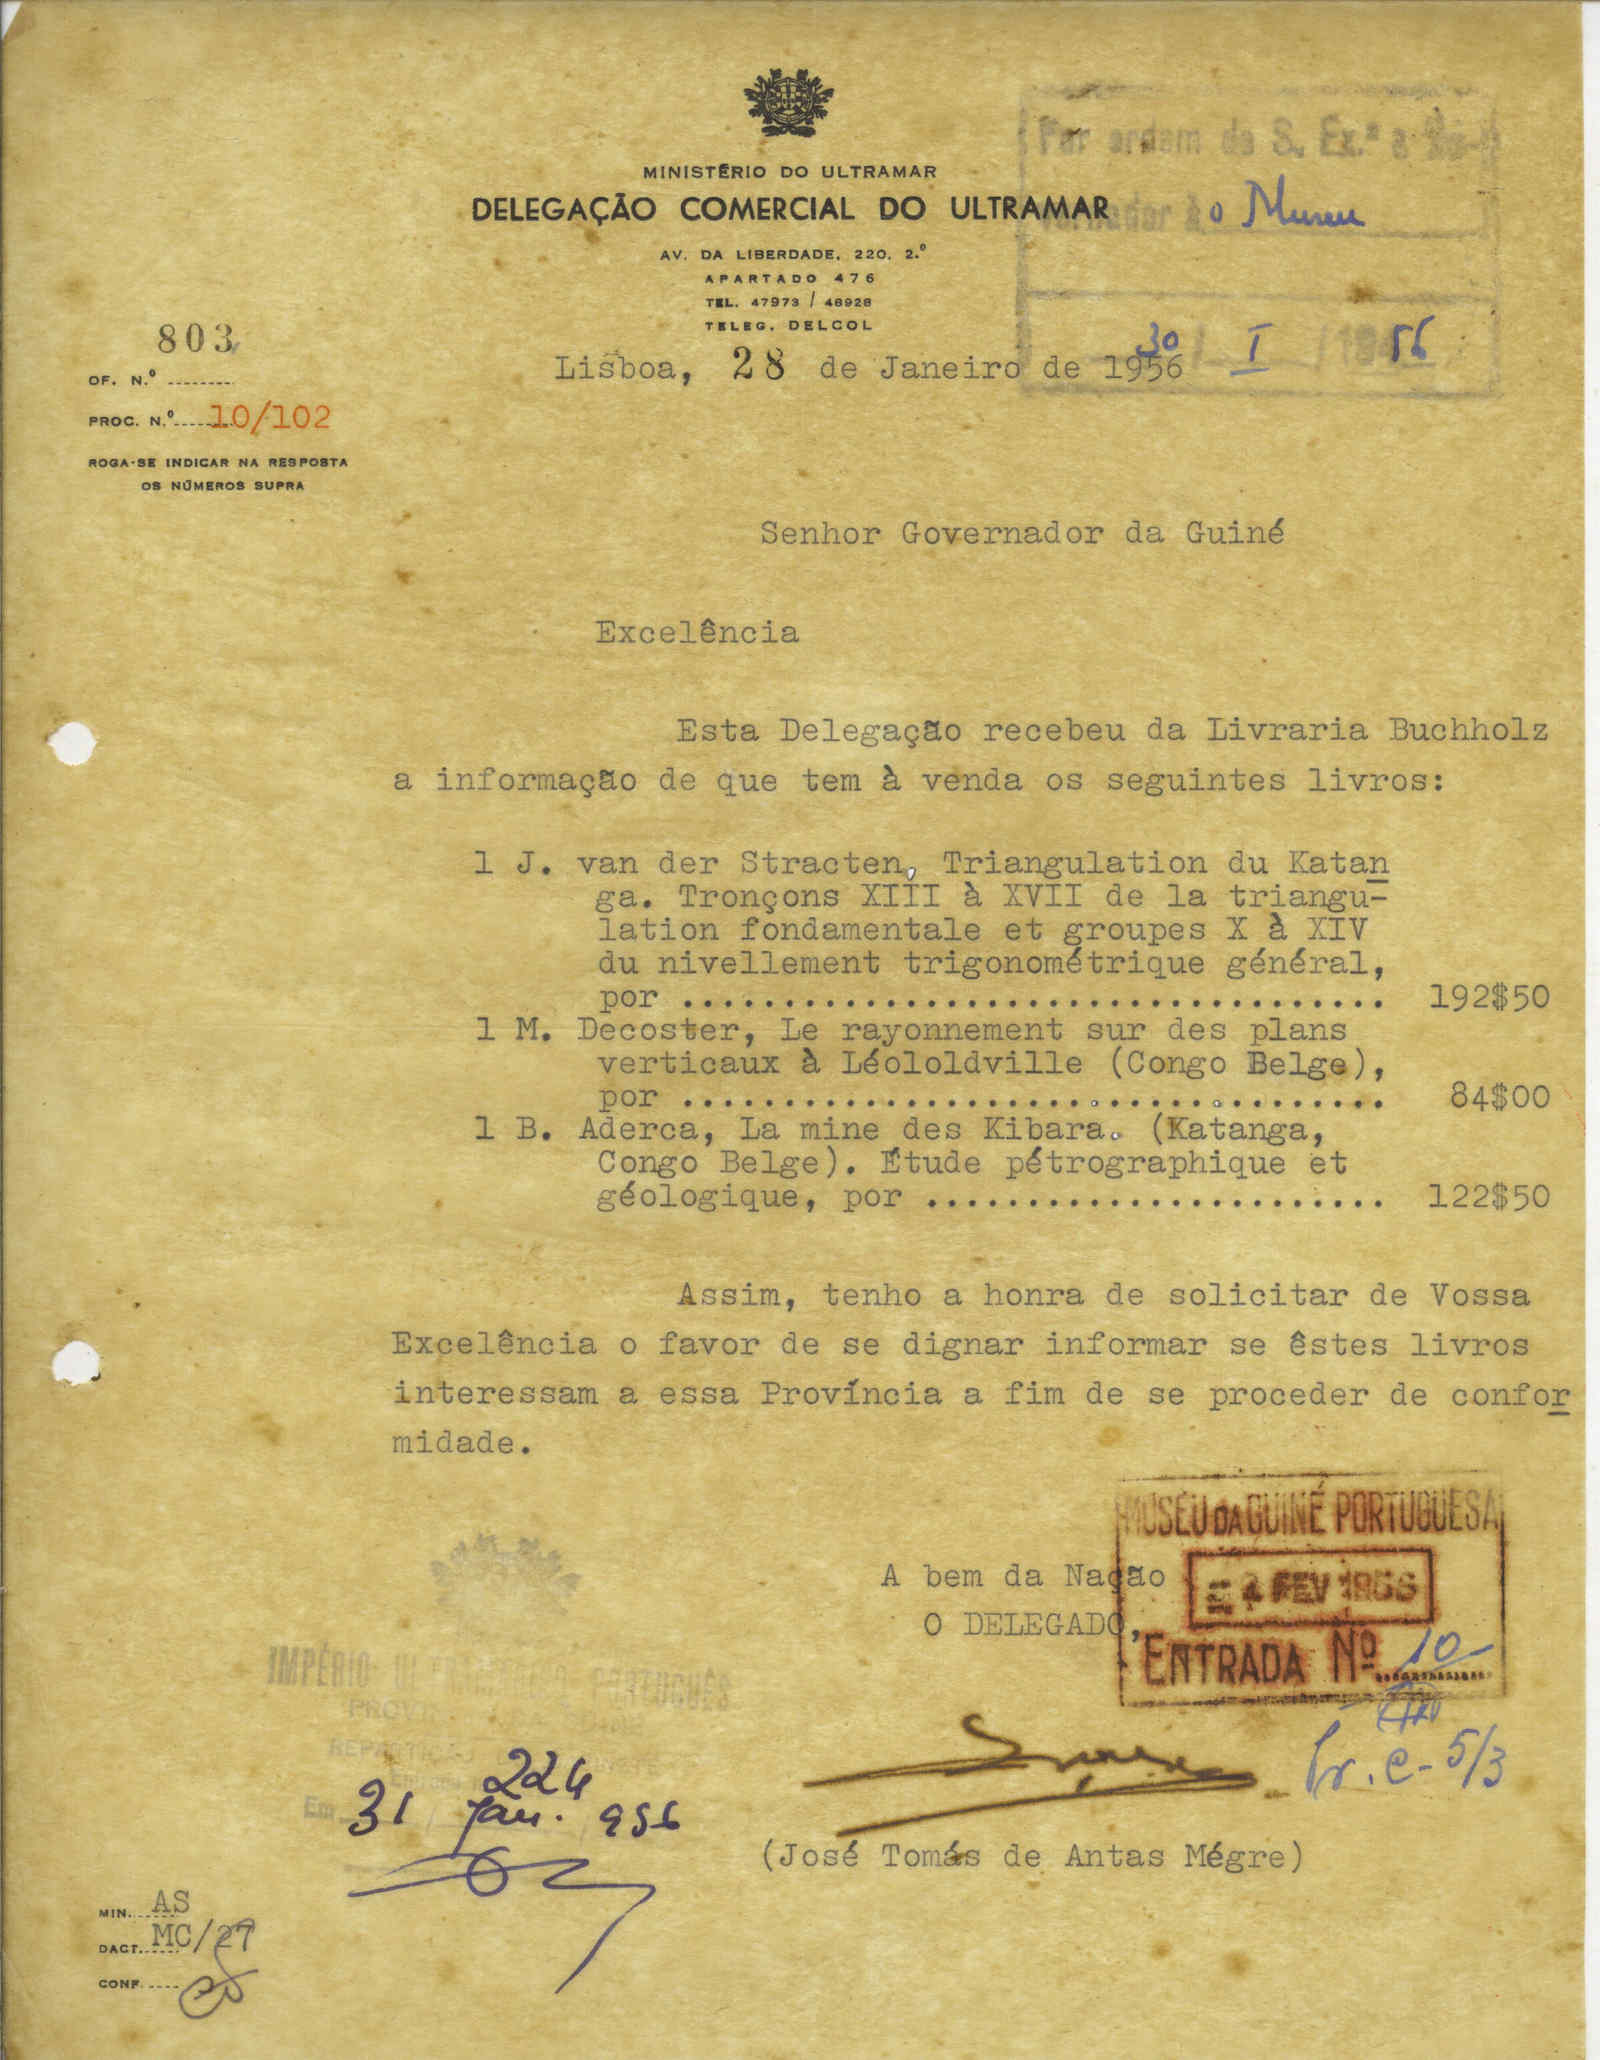 MINISTÉRIO DO ULTRAMAR
DELEGAÇÃO COMERCIAL DO ULTRAMAR
AV. DA LIBERDADE, 220, 2.º
APARTADO 476
TEL. 47973 / 48928
TELEG. DELCOL
Por ordem de S. Ex.ª o
o Museu
30 / I / 1956
803
OF. N.º
PROC. N.º 10/102
ROGA-SE INDICAR NA RESPOSTA
OS NÚMEROS SUPRA
Lisboa, 28 de Janeiro de 1956
Senhor Governador da Guiné
Excelência
Esta Delegação recebeu da Livraria Buchholz
a informação de que tem à venda os seguintes livros:
1 J. van der Stracten, Triangulation du Katan
ga. Tronçons XIII à XVII de la triangu-
lation fondamentale et groupes X à XIV
du nivellement trigonométrique général,
por ................................... 192$50
1 M. Decoster, Le rayonnement sur des plans
verticaux à Léololdville (Congo Belge),
por ................................... 84$00
1 B. Aderca, La mine des Kibara. (Katanga,
Congo Belge). Étude pétrographique et
géologique, por ....................... 122$50
Assim, tenho a honra de solicitar de Vossa
Excelência o favor de se dignar informar se êstes livros
interessam a essa Província a fim de se proceder de confor
midade.
A bem da Nação
O DELEGADO,
MUSEU DA GUINÉ PORTUGUESA
4 FEV 1956
ENTRADA Nº 10
5/3
(José Tomás de Antas Mégre)
IMPÉRIO ULTRAMARINO PORTUGUÊS
224
Em 31 / Jan. / 956
MIN. AS
DACT. MC/27
CONF.